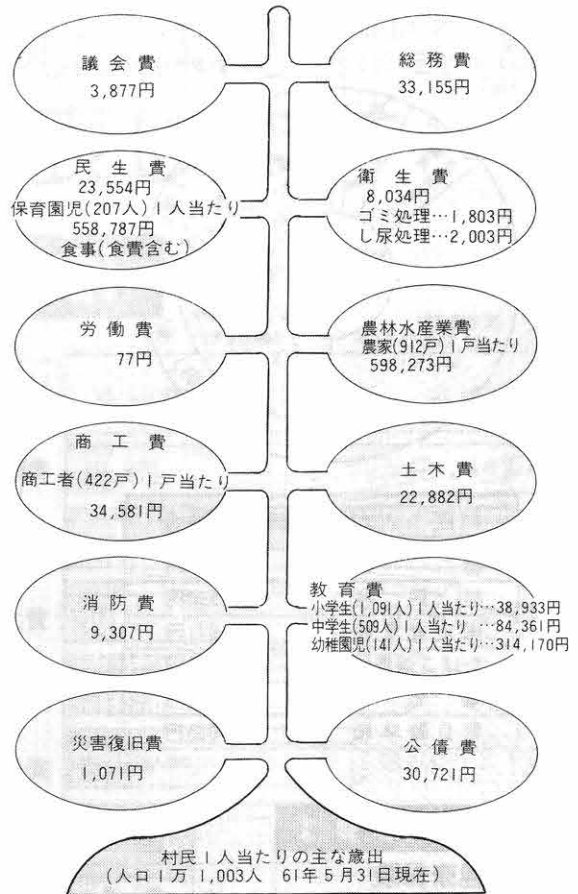 議会費
3,877円
総務費
33,155円
民生費
23,554円
保育園児(207人)1人当たり
558,787円
食事(食費含む)
衛生費
8,034円
ゴミ処理…1,803円
し尿処理…2,003円
労働費
77円
農林水産業費
農家(912戸)1戸当たり
598,273円
商工費
商工者(422戸)1戸当たり
34,581円
土木費
22,882円
消防費
9,307円
教育費
小学生(1,091人)1人当たり…38,933円
中学生(509人)1人当たり…84,361円
幼稚園児(141人)1人当たり…314,170円
災害復旧費
1,071円
公債費
30,721円
村民1人当たりの主な歳出
(人口1万1,003人 61年5月31日現在)